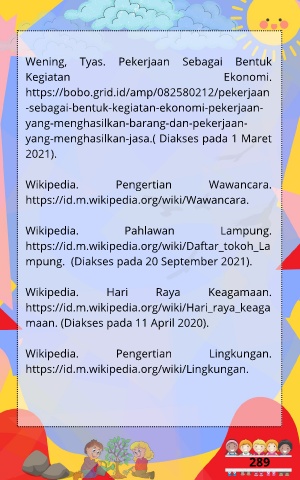 Wening, Tyas. Pekerjaan Sebagai Bentuk
Kegiatan Ekonomi.
https://bobo.grid.id/amp/082580212/pekerjaan
-sebagai-bentuk-kegiatan-ekonomi-pekerjaan-
yang-menghasilkan-barang-dan-pekerjaan-
yang-menghasilkan-jasa.( Diakses pada 1 Maret
2021).
Wikipedia. Pengertian Wawancara.
https://id.m.wikipedia.org/wiki/Wawancara.
Wikipedia. Pahlawan Lampung.
https://id.m.wikipedia.org/wiki/Daftar_tokoh_La
mpung. (Diakses pada 20 September 2021).
Wikipedia. Hari Raya Keagamaan.
https://id.m.wikipedia.org/wiki/Hari_raya_keaga
maan. (Diakses pada 11 April 2020).
Wikipedia. Pengertian Lingkungan.
https://id.m.wikipedia.org/wiki/Lingkungan.
289